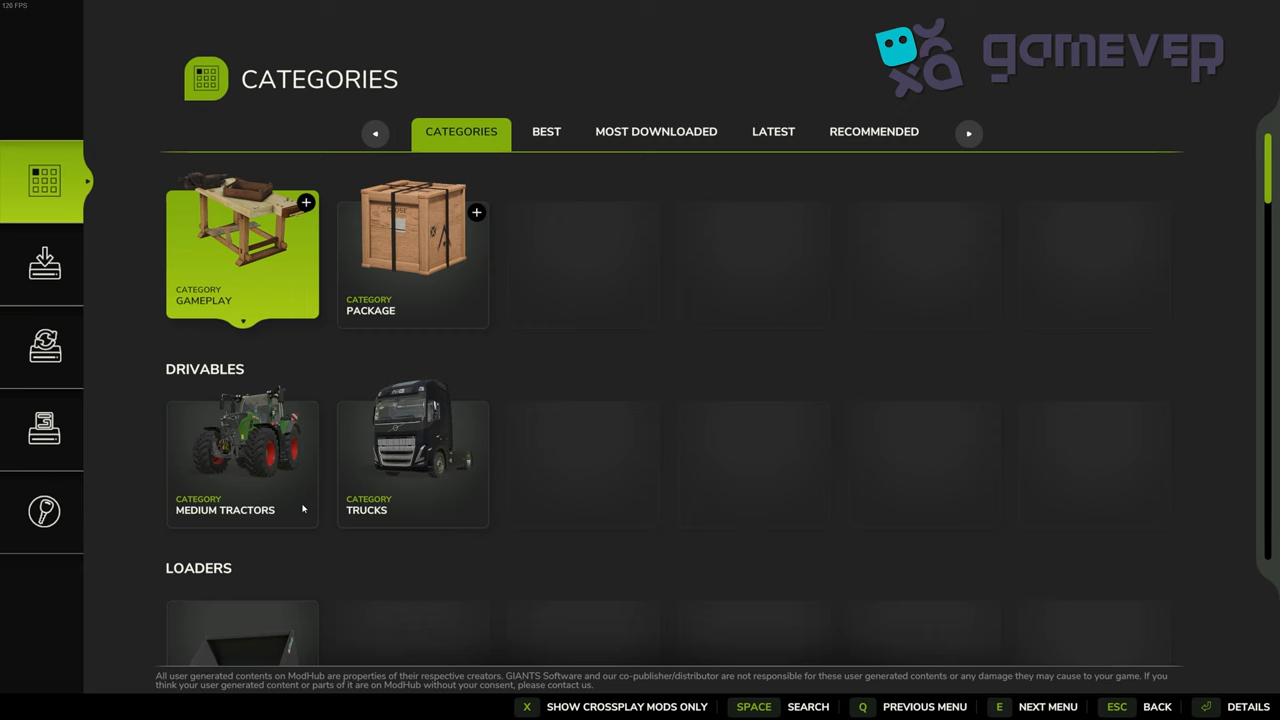 120 FPS
gamever
CATEGORIES
CATEGORIES BEST MOST DOWNLOADED LATEST RECOMMENDED
CATEGORY
GAMEPLAY
CATEGORY
PACKAGE
DRIVABLES
CATEGORY
MEDIUM TRACTORS
CATEGORY
TRUCKS
LOADERS
All user generated contents on ModHub are properties of their respective creators. GIANTS Software and our co-publisher/distributor are not responsible for these user generated contents or any damage they may cause to your game. If you
think your user generated content or parts of it are on ModHub without your consent, please contact us.
X SHOW CROSSPLAY MODS ONLY SPACE SEARCH Q PREVIOUS MENU E NEXT MENU ESC BACK DETAILS